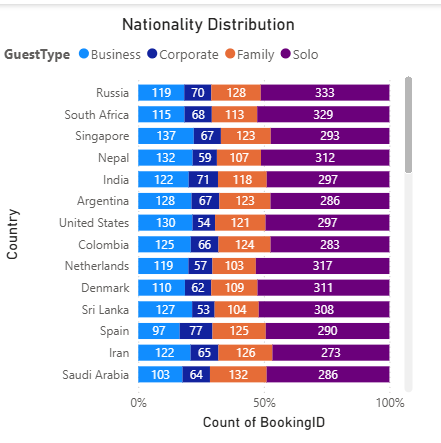 Nationality Distribution
GuestType Business Corporate Family Solo
Russia 119 70 128 333
South Africa 115 68 113 329
Singapore 137 67 123 293
Nepal 132 59 107 312
India 122 71 118 297
Argentina 128 67 123 286
United States 130 54 121 297
Colombia 125 66 124 283
Netherlands 119 57 103 317
Denmark 110 62 109 311
Sri Lanka 127 53 104 308
Spain 97 77 125 290
Iran 122 65 126 273
Saudi Arabia 103 64 132 286
Country
0% 50% 100%
Count of BookingID